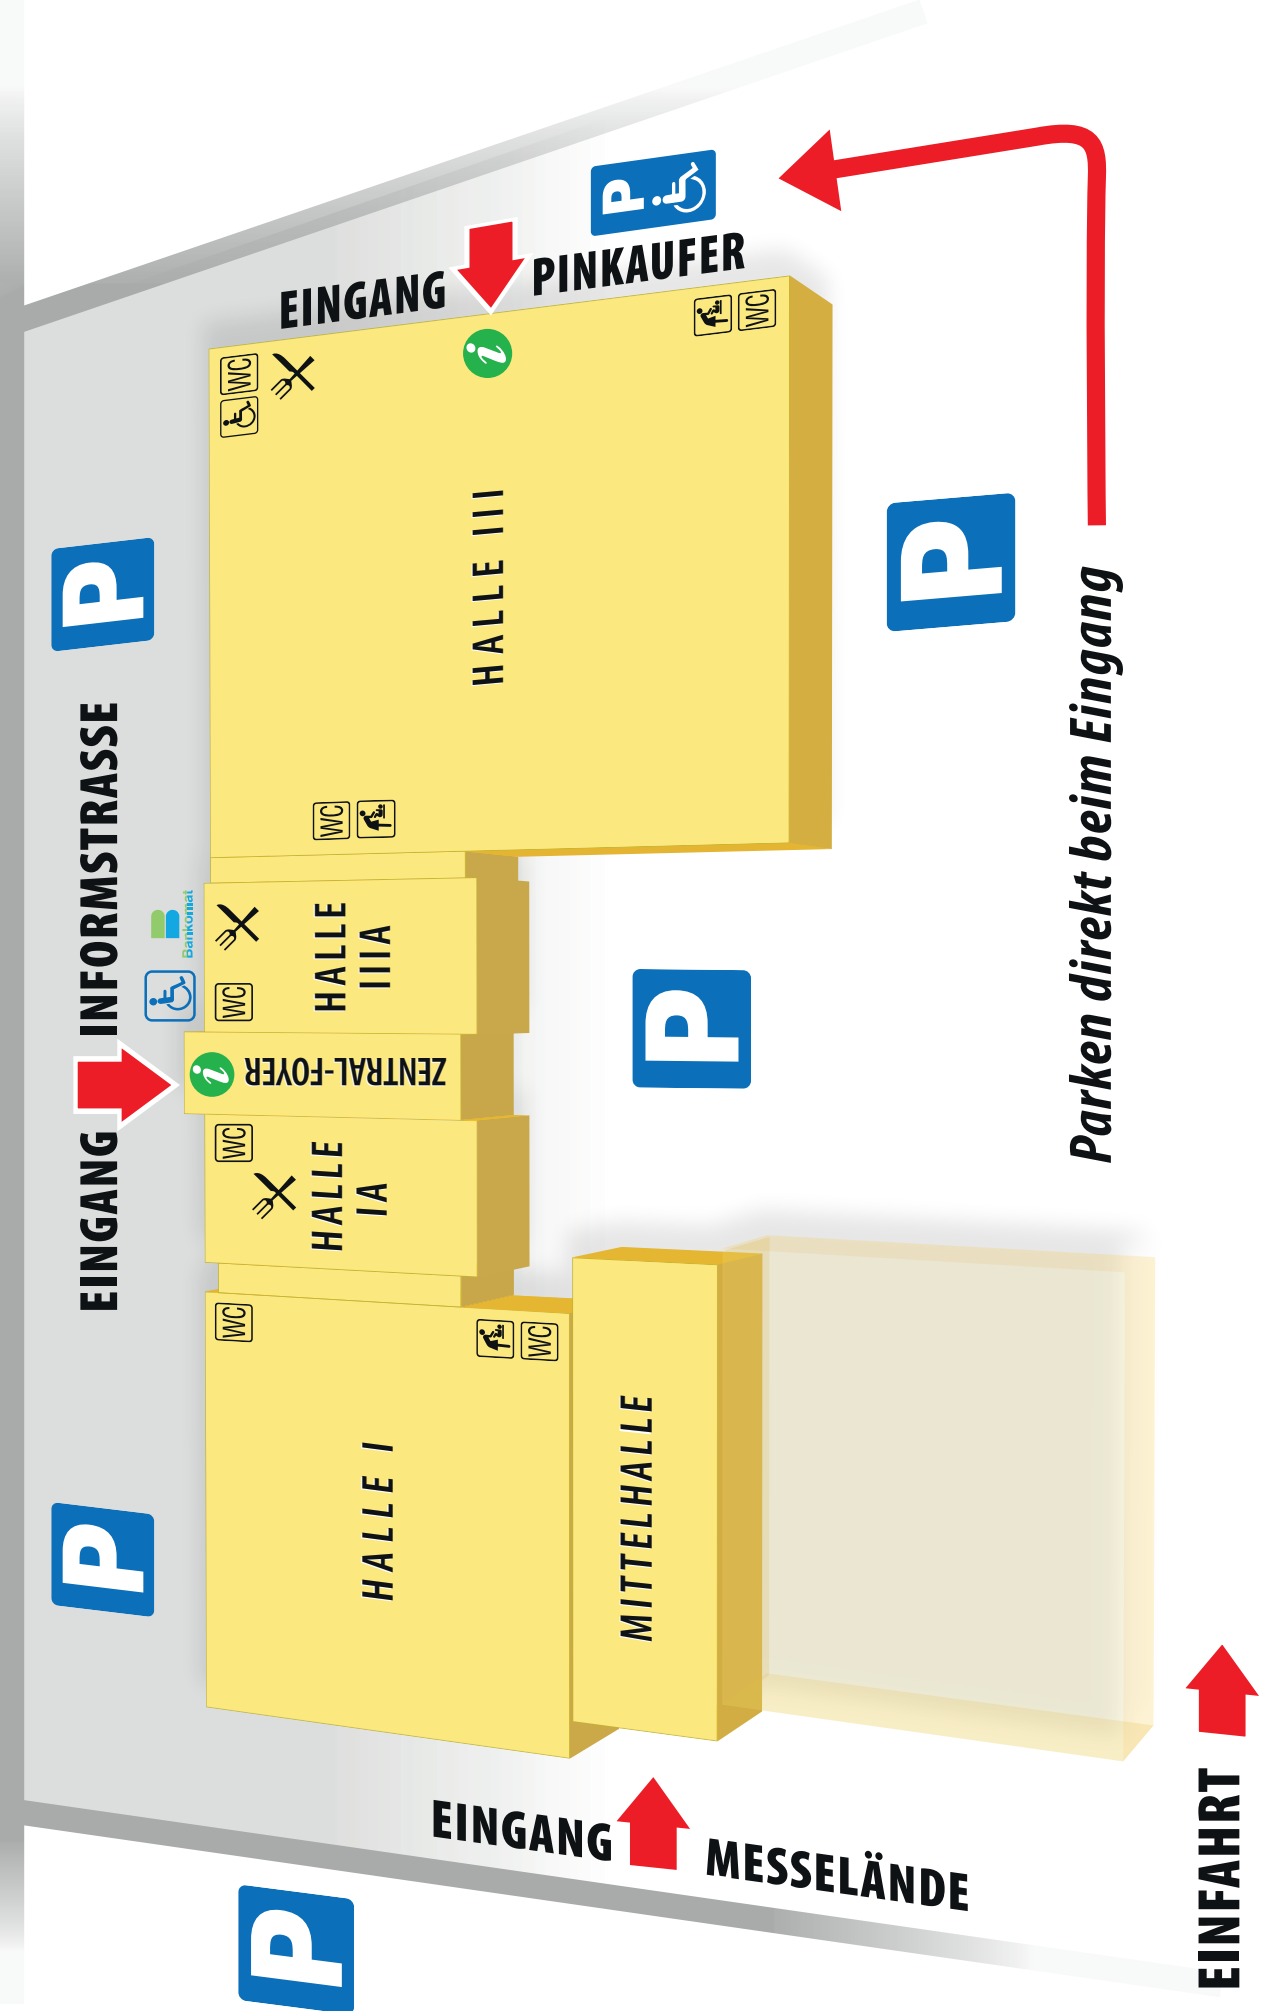 EINGANG PINKAUFER
P
WC
WC
i
HALLE III
P
P
WC
EINGANG INFORMSTRASSE
Bankomat
WC
HALLE
IIIA
i
ZENTRAL-FOYER
P
WC
HALLE
IA
Parken direkt beim Eingang
WC
WC
HALLE I
MITTELHALLE
P
EINGANG MESSELÄNDE
EINFAHRT
P